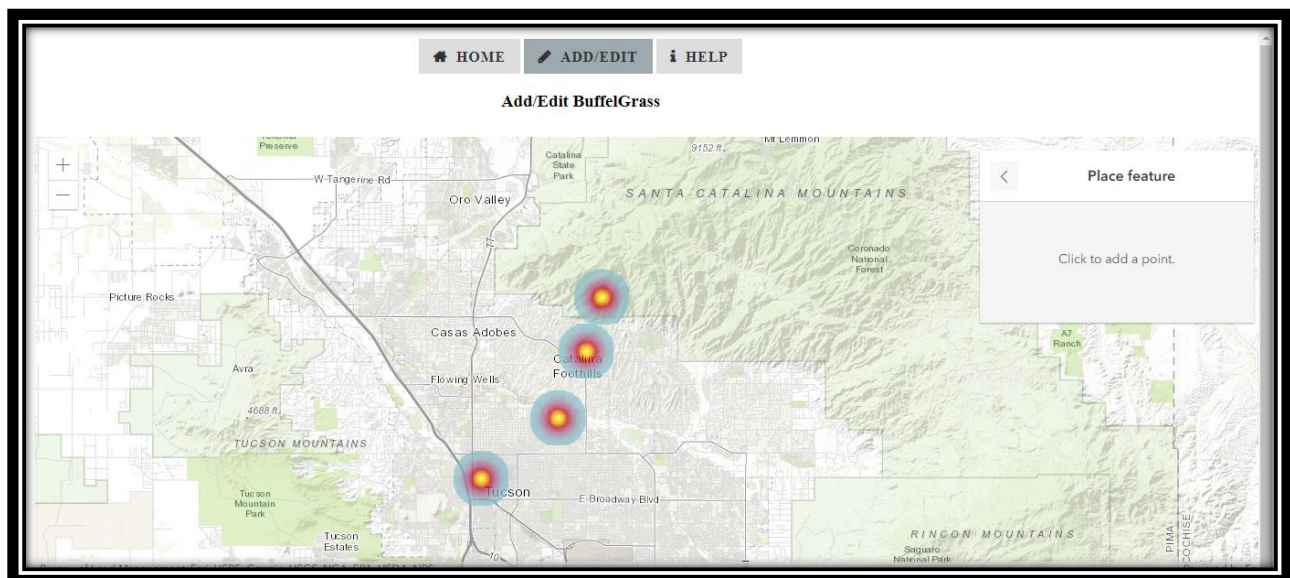 HOME
ADD/EDIT
HELP
Add/Edit BuffelGrass
Preserve
Mt Lemmon
9152 ft.
Catalina
State
Park
W-Tangerine-Rd
Oro Valley
SANTA CATALINA MOUNTAINS
Place feature
Click to add a point.
77
Coronado
National
Forest
Picture Rocks
Casas Adobes
A7
Ranch
Catalina
Foothills
Avra
Flowing Wells
4688 ft.
TUCSON MOUNTAINS
Tucson
Mountain
Park
Tucson
E-Broadway-Blvd
Tucson
Estates
10
RINCON MOUNTAINS
Saguaro
National Park
PIMA
COCHISE